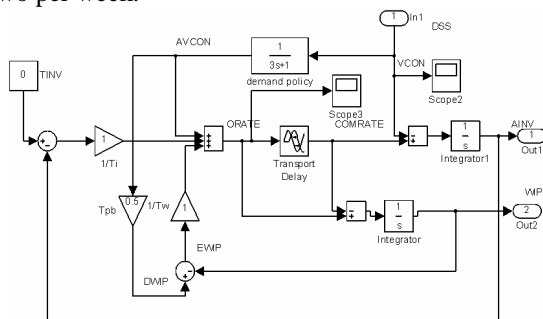 wo per week.
1
In1
DSS
AVCON
1
3s+1
demand policy
VCON
Scope2
0
TINV
Scope3
ORATE
COMRATE
1
1/Ti
Transport
Delay
1
s
Integrator1
AINV
1
Out1
0.5
Tpb
1/Tw
1
1
s
Integrator
WIP
2
Out2
EWIP
DWIP